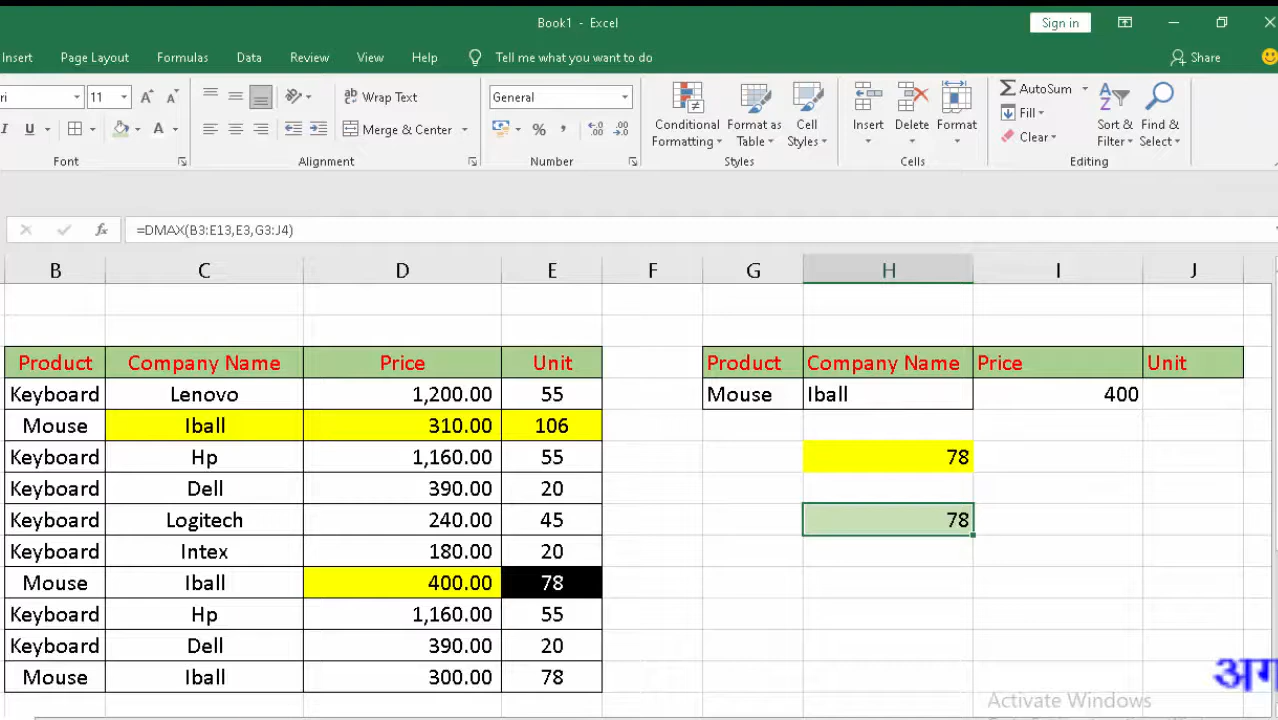 Book1 - Excel
Sign in
Insert Page Layout Formulas Data Review View Help Tell me what you want to do Share
11 Wrap Text General AutoSum
U Merge & Center % Fill
Conditional Formatting Format as Table Cell Styles Insert Delete Format Clear Sort & Filter Find & Select
Font Alignment Number Styles Cells Editing
fx =DMAX(B3:E13,E3,G3:J4)
B C D E F G H I J
Product Company Name Price Unit Product Company Name Price Unit
Keyboard Lenovo 1,200.00 55 Mouse Iball 400
Mouse Iball 310.00 106
Keyboard Hp 1,160.00 55 78
Keyboard Dell 390.00 20
Keyboard Logitech 240.00 45 78
Keyboard Intex 180.00 20
Mouse Iball 400.00 78
Keyboard Hp 1,160.00 55
Keyboard Dell 390.00 20
Mouse Iball 300.00 78
Activate Windows